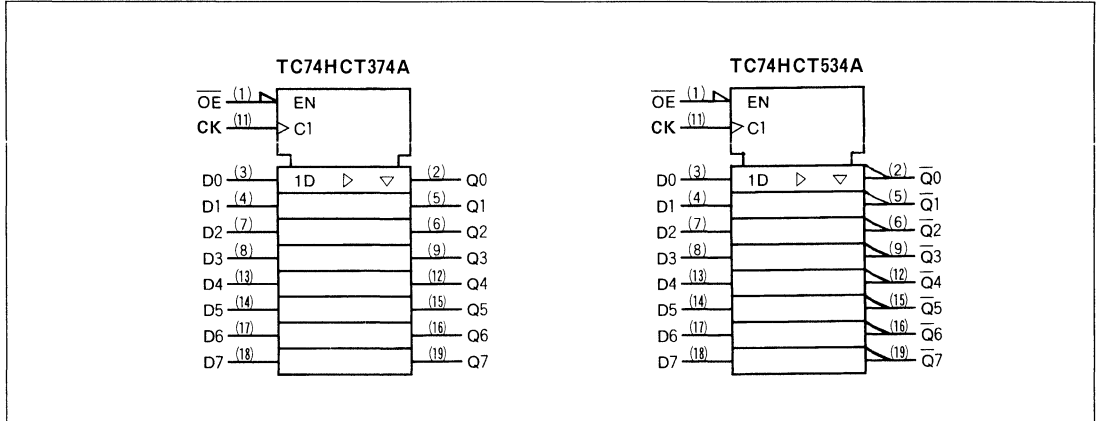 TC74HCT374A
OE (1) EN
CK (11) C1
D0 (3) 1D (2) Q0
D1 (4) (5) Q1
D2 (7) (6) Q2
D3 (8) (9) Q3
D4 (13) (12) Q4
D5 (14) (15) Q5
D6 (17) (16) Q6
D7 (18) (19) Q7
TC74HCT534A
OE (1) EN
CK (11) C1
D0 (3) 1D (2) Q0
D1 (4) (5) Q1
D2 (7) (6) Q2
D3 (8) (9) Q3
D4 (13) (12) Q4
D5 (14) (15) Q5
D6 (17) (16) Q6
D7 (18) (19) Q7